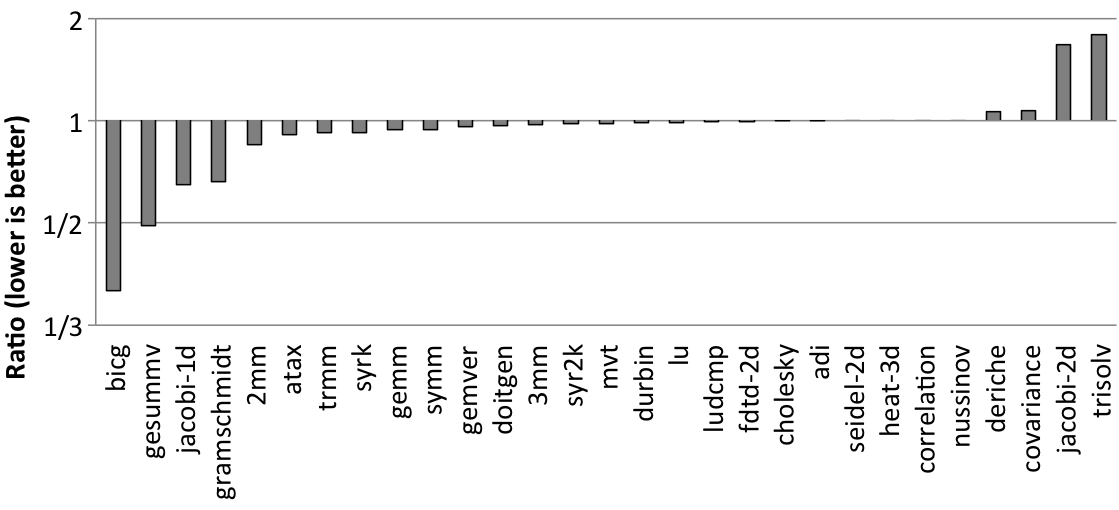 Ratio (lower is better)
2
1
1/2
1/3
bicg
gesummv
jacobi-1d
gramschmidt
2mm
atax
trmm
syrk
gemm
symm
gemver
doitgen
3mm
syr2k
mvt
durbin
lu
ludcmp
fdtd-2d
cholesky
adi
seidel-2d
heat-3d
correlation
nussinov
deriche
covariance
jacobi-2d
trisolv